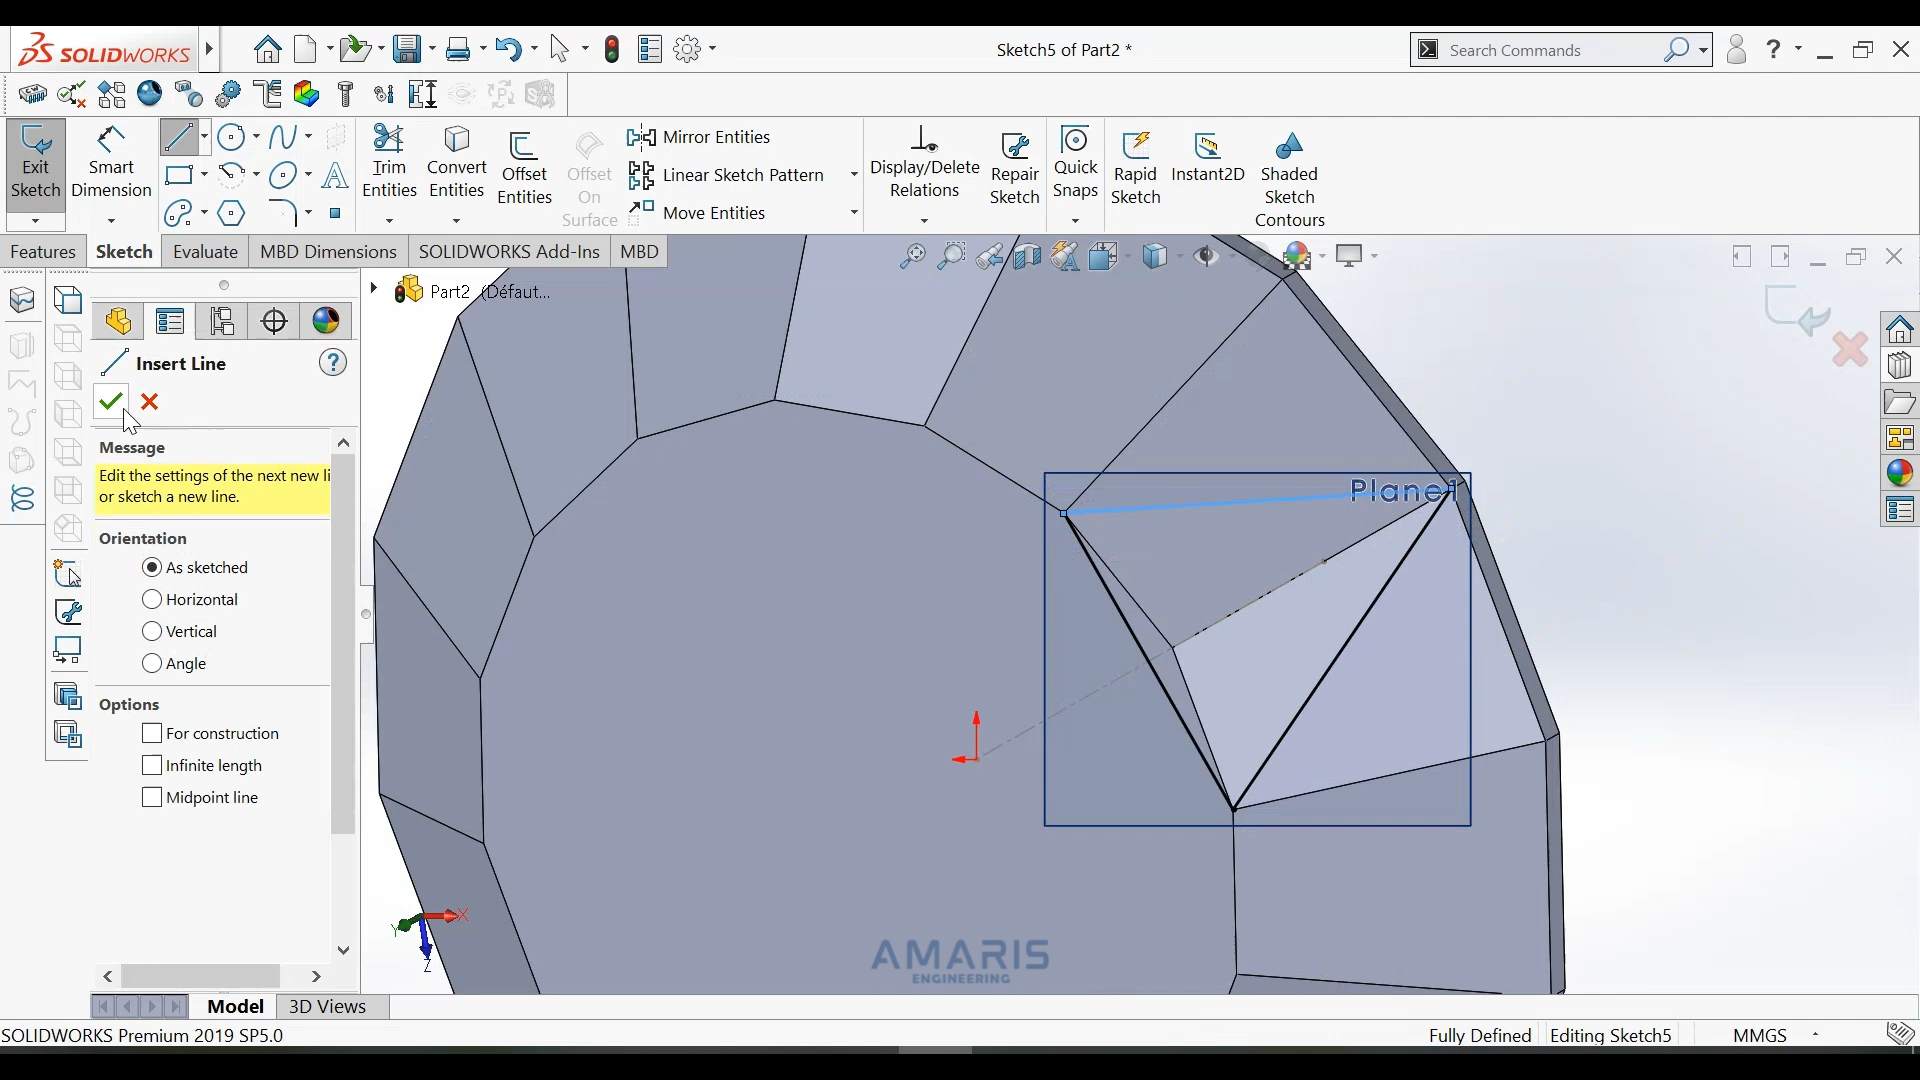 SOLIDWORKS
Sketch5 of Part2 *
Search Commands
?
Exit Sketch
Smart Dimension
Trim Entities
Convert Entities
Offset Entities
Offset On Surface
Mirror Entities
Linear Sketch Pattern
Move Entities
Display/Delete Relations
Repair Sketch
Quick Snaps
Rapid Sketch
Instant2D
Shaded Sketch Contours
Features
Sketch
Evaluate
MBD Dimensions
SOLIDWORKS Add-Ins
MBD
Part2 (Défaut...
Insert Line
?
Message
Edit the settings of the next new li
or sketch a new line.
Orientation
As sketched
Horizontal
Vertical
Angle
Options
For construction
Infinite length
Midpoint line
Plane1
X
Y
Z
AMARIS
ENGINEERING
Model
3D Views
SOLIDWORKS Premium 2019 SP5.0
Fully Defined
Editing Sketch5
MMGS